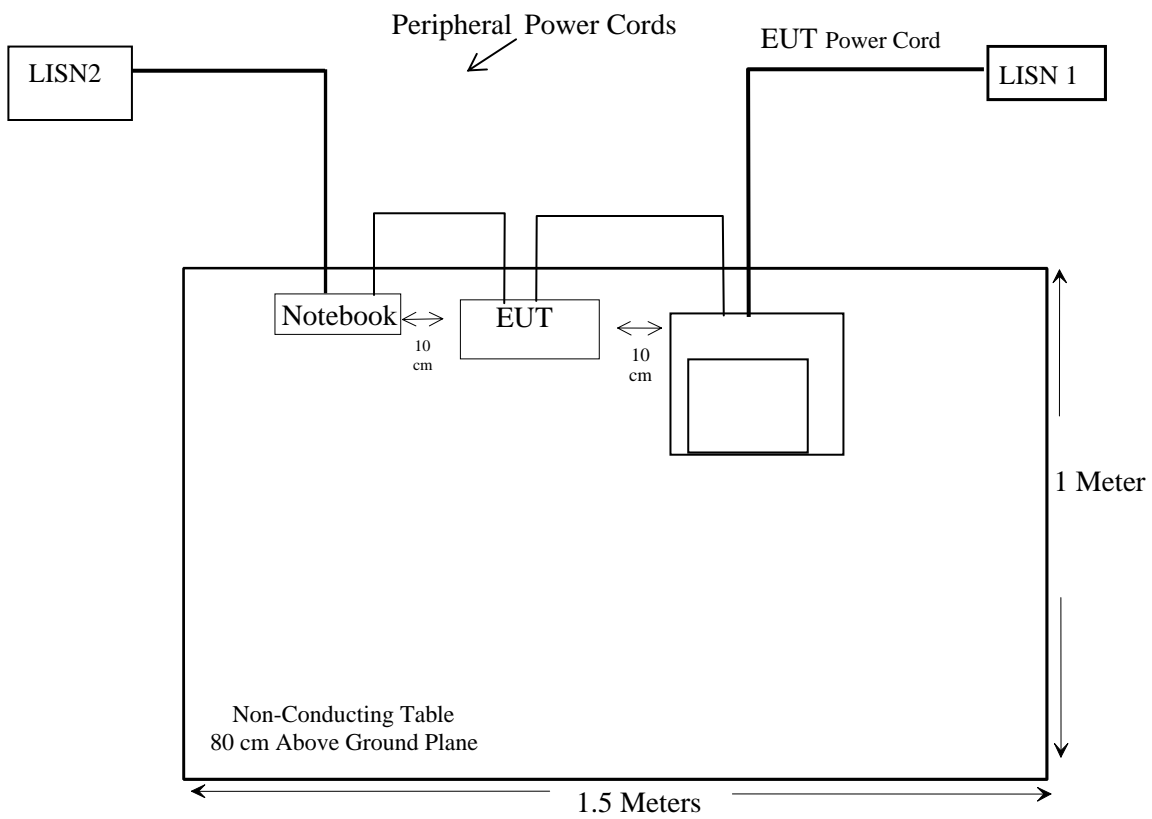 Peripheral Power Cords
EUT Power Cord
LISN2
LISN 1
Notebook
EUT
10
cm
10
cm
1 Meter
Non-Conducting Table
80 cm Above Ground Plane
1.5 Meters